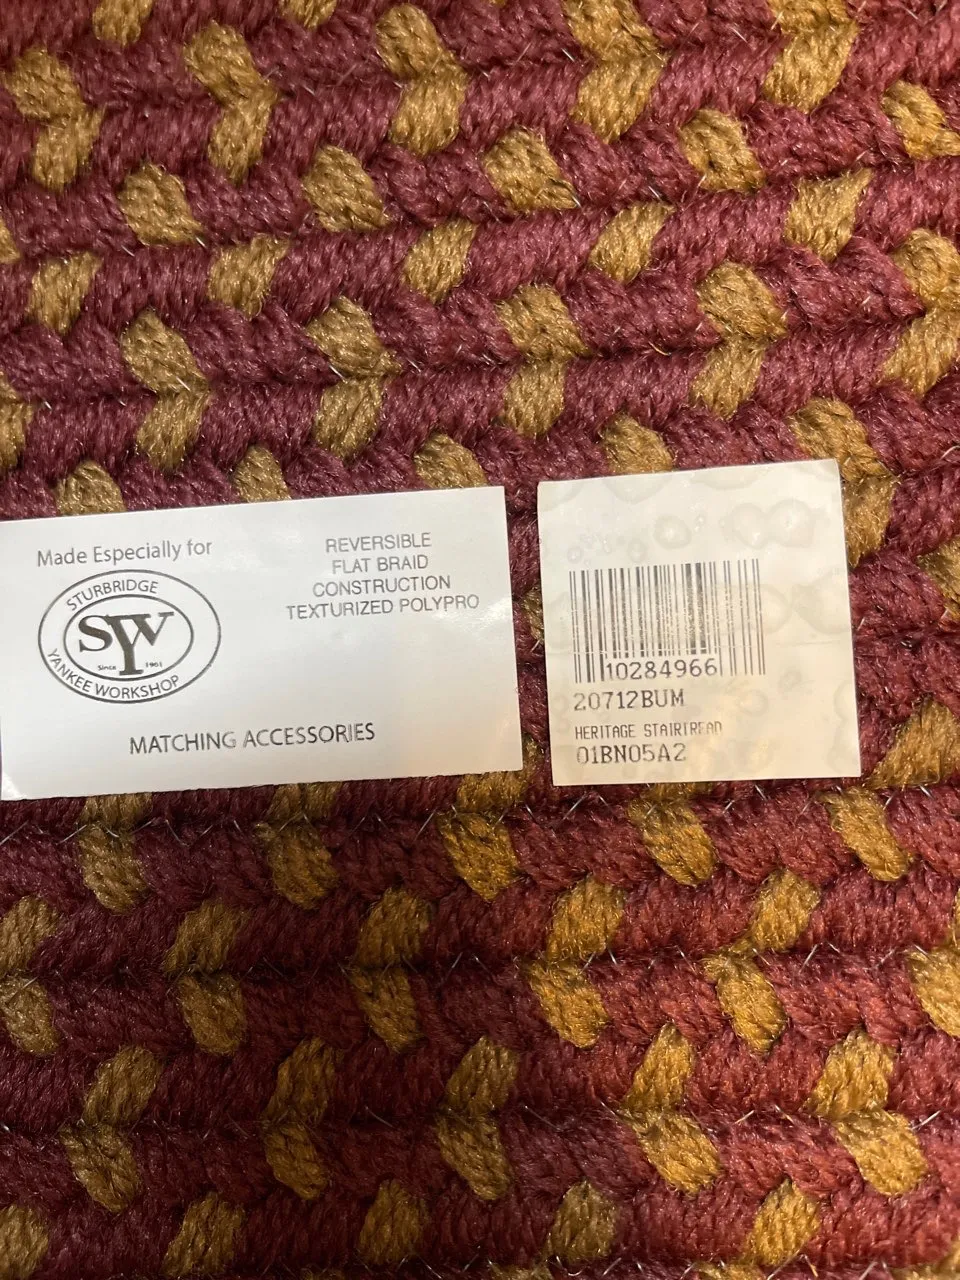 Made Especially for
STURBRIDGE
SYW
Since 1961
YANKEE WORKSHOP
REVERSIBLE
FLAT BRAID
CONSTRUCTION
TEXTURIZED POLYPRO
MATCHING ACCESSORIES
10284966
20712BUM
HERITAGE STAIRTREAD
01BN05A2